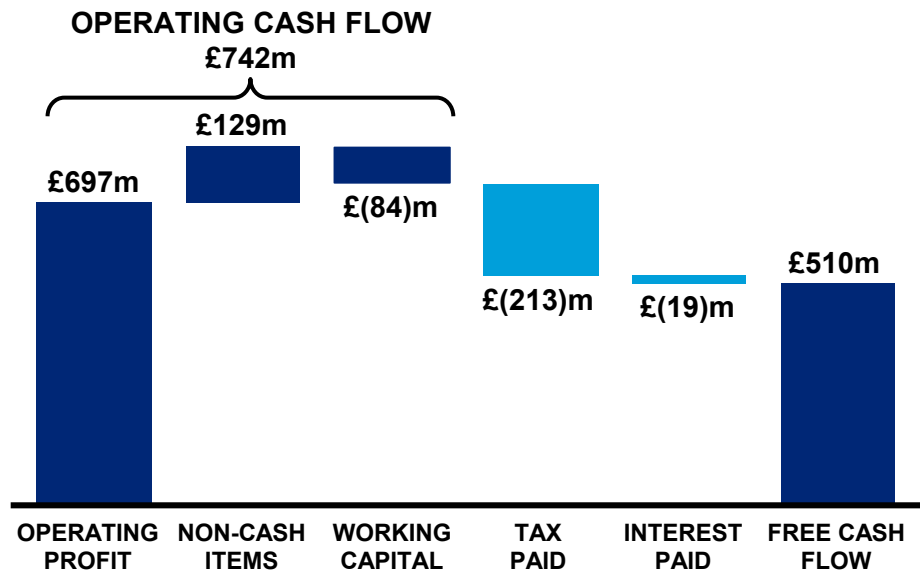 OPERATING CASH FLOW
£742m
£129m
£697m
£(84)m
£510m
£(213)m
£(19)m
OPERATING PROFIT
NON-CASH ITEMS
WORKING CAPITAL
TAX PAID
INTEREST PAID
FREE CASH FLOW